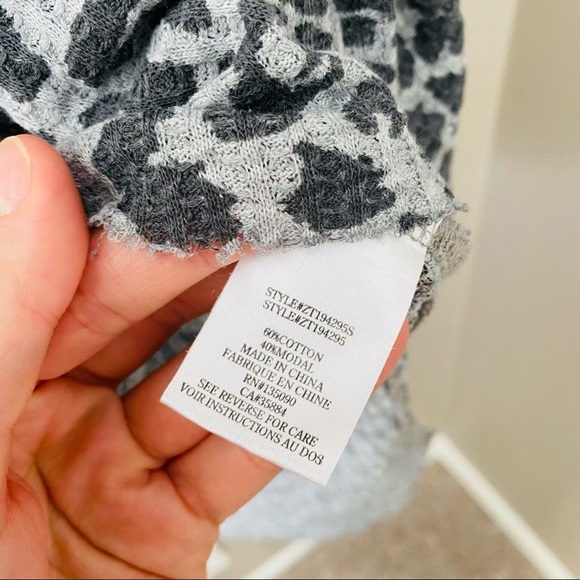 STYLE#ZT194295S
STYLE#ZT194295
60%COTTON
40%MODAL
MADE IN CHINA
FABRIQUE EN CHINE
RN#135090
CA#35884
SEE REVERSE FOR CARE
VOIR INSTRUCTIONS AU DOS